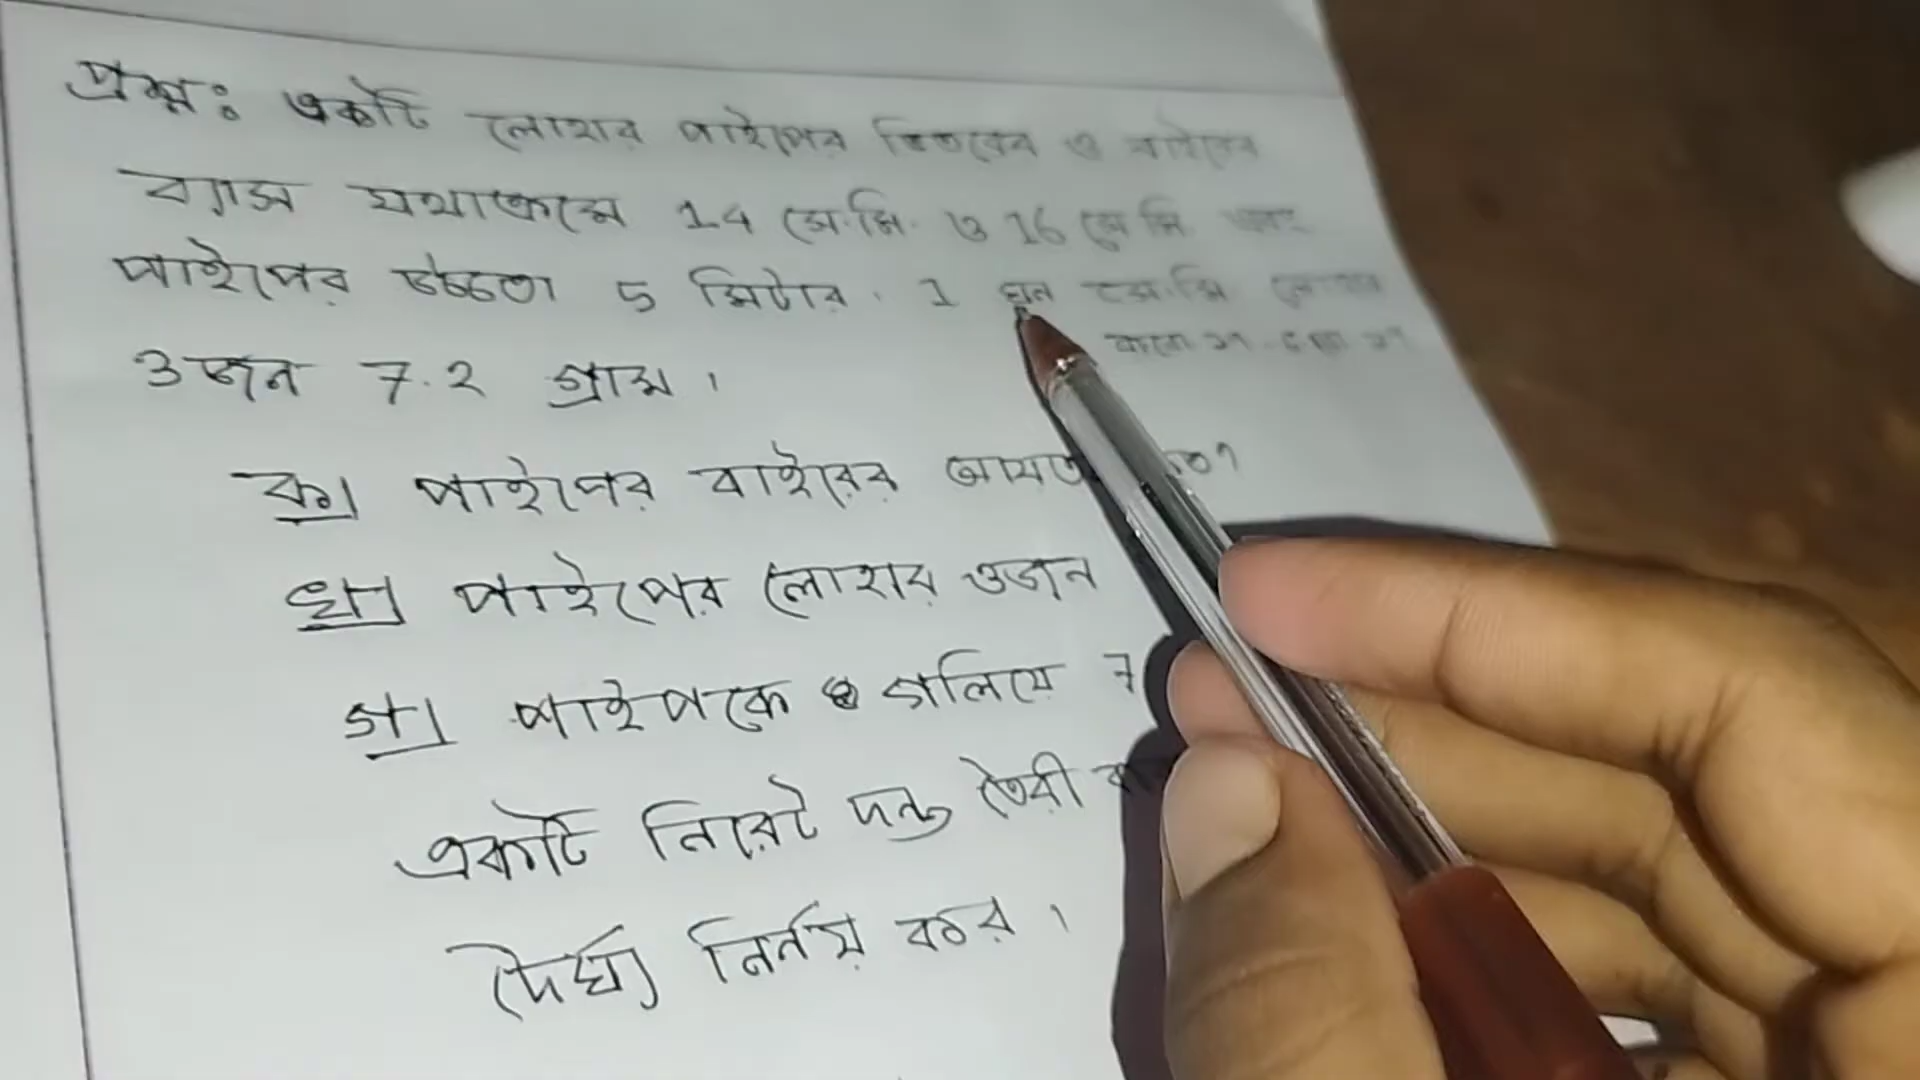 প্রশ্ন: একটি লোহার পাইপের ভিতরের ও বাইরের
ব্যাস যথাক্রমে 14 সে.মি. ও 16 সে.মি. এবং
পাইপের উচ্চতা 5 মিটার। 1 ঘন সে.মি লোহার
ওজন 7.2 গ্রাম।
ক। পাইপের বাইরের
খ। পাইপের লোহার ওজন
গ। পাইপকে গলিয়ে 7
একটি নিরেট দন্ড তৈরী
দৈর্ঘ্য নির্নয় কর।